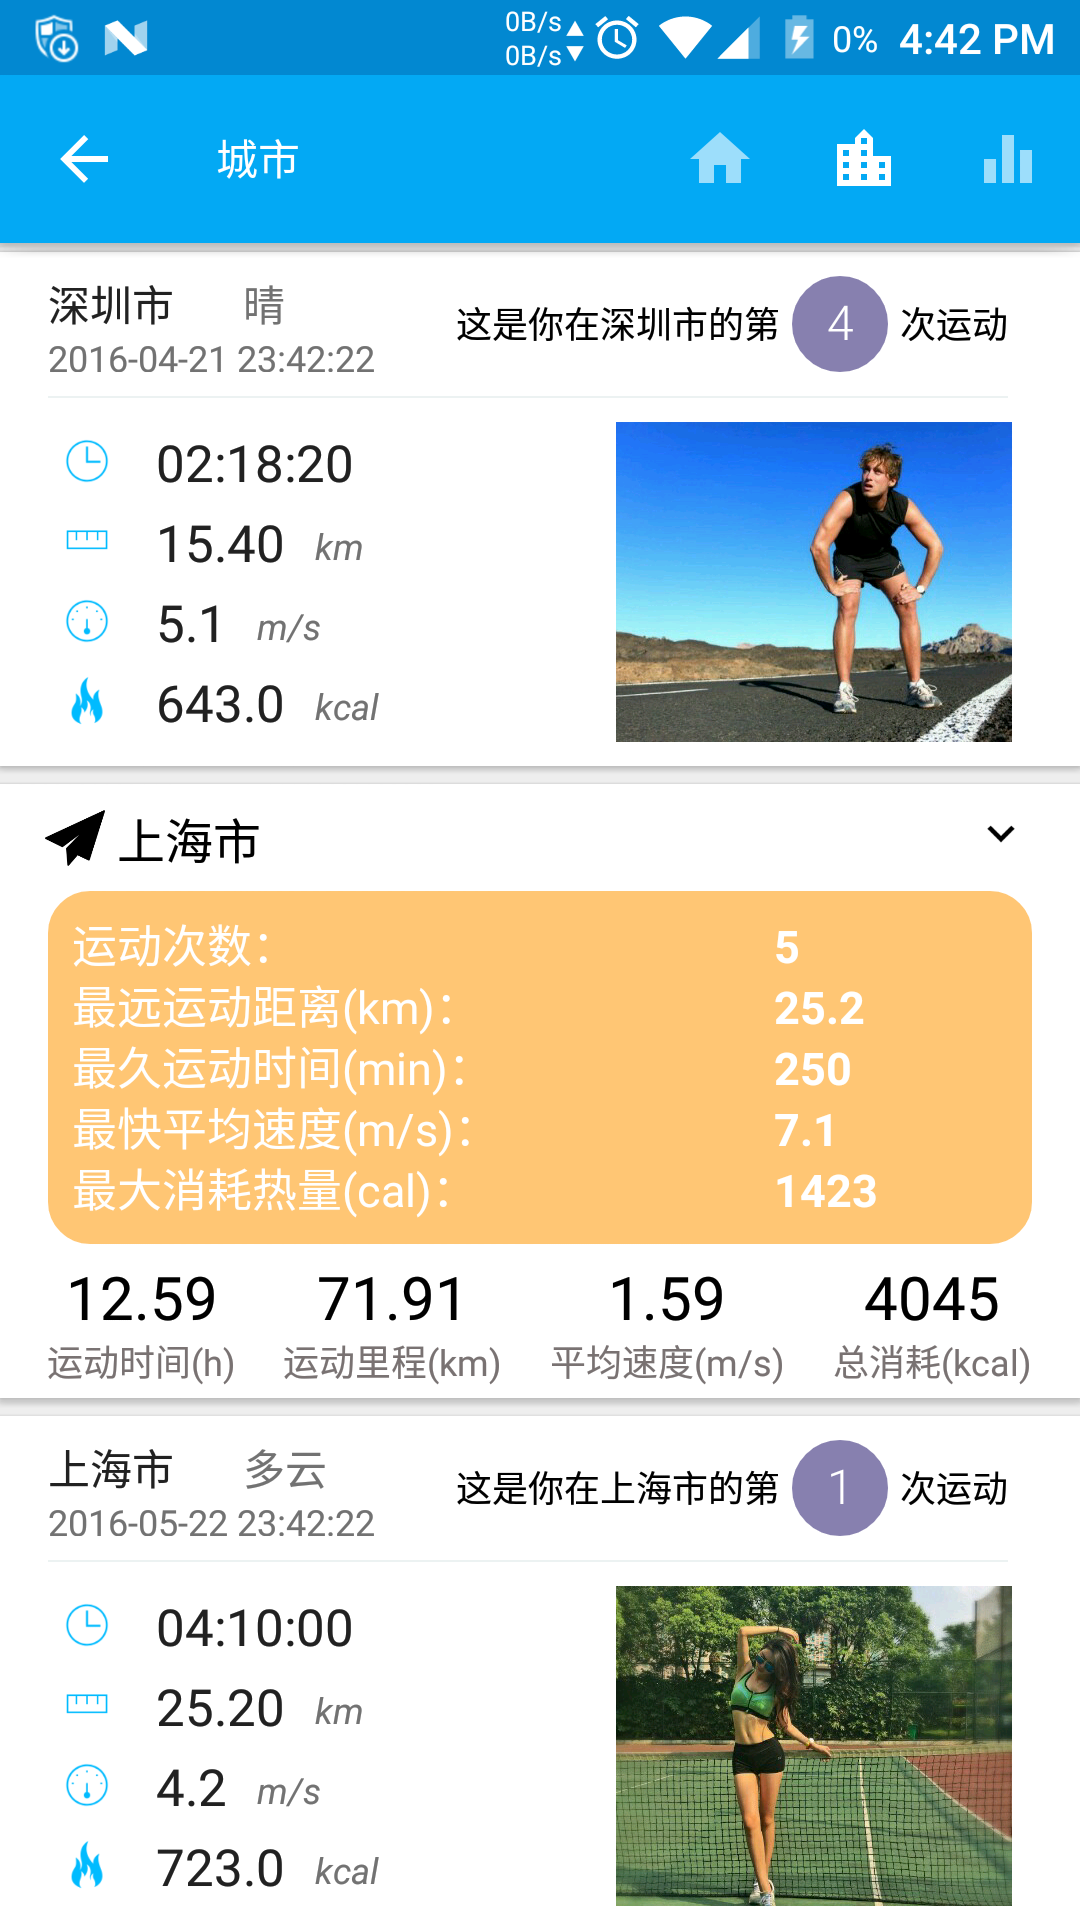 0B/s
0B/s
0% 4:42 PM
城市
深圳市 晴
2016-04-21 23:42:22
这是你在深圳市的第 4 次运动
02:18:20
15.40 km
5.1 m/s
643.0 kcal
上海市
运动次数： 5
最远运动距离(km)： 25.2
最久运动时间(min)： 250
最快平均速度(m/s)： 7.1
最大消耗热量(cal)： 1423
12.59 71.91 1.59 4045
运动时间(h) 运动里程(km) 平均速度(m/s) 总消耗(kcal)
上海市 多云
2016-05-22 23:42:22
这是你在上海市的第 1 次运动
04:10:00
25.20 km
4.2 m/s
723.0 kcal